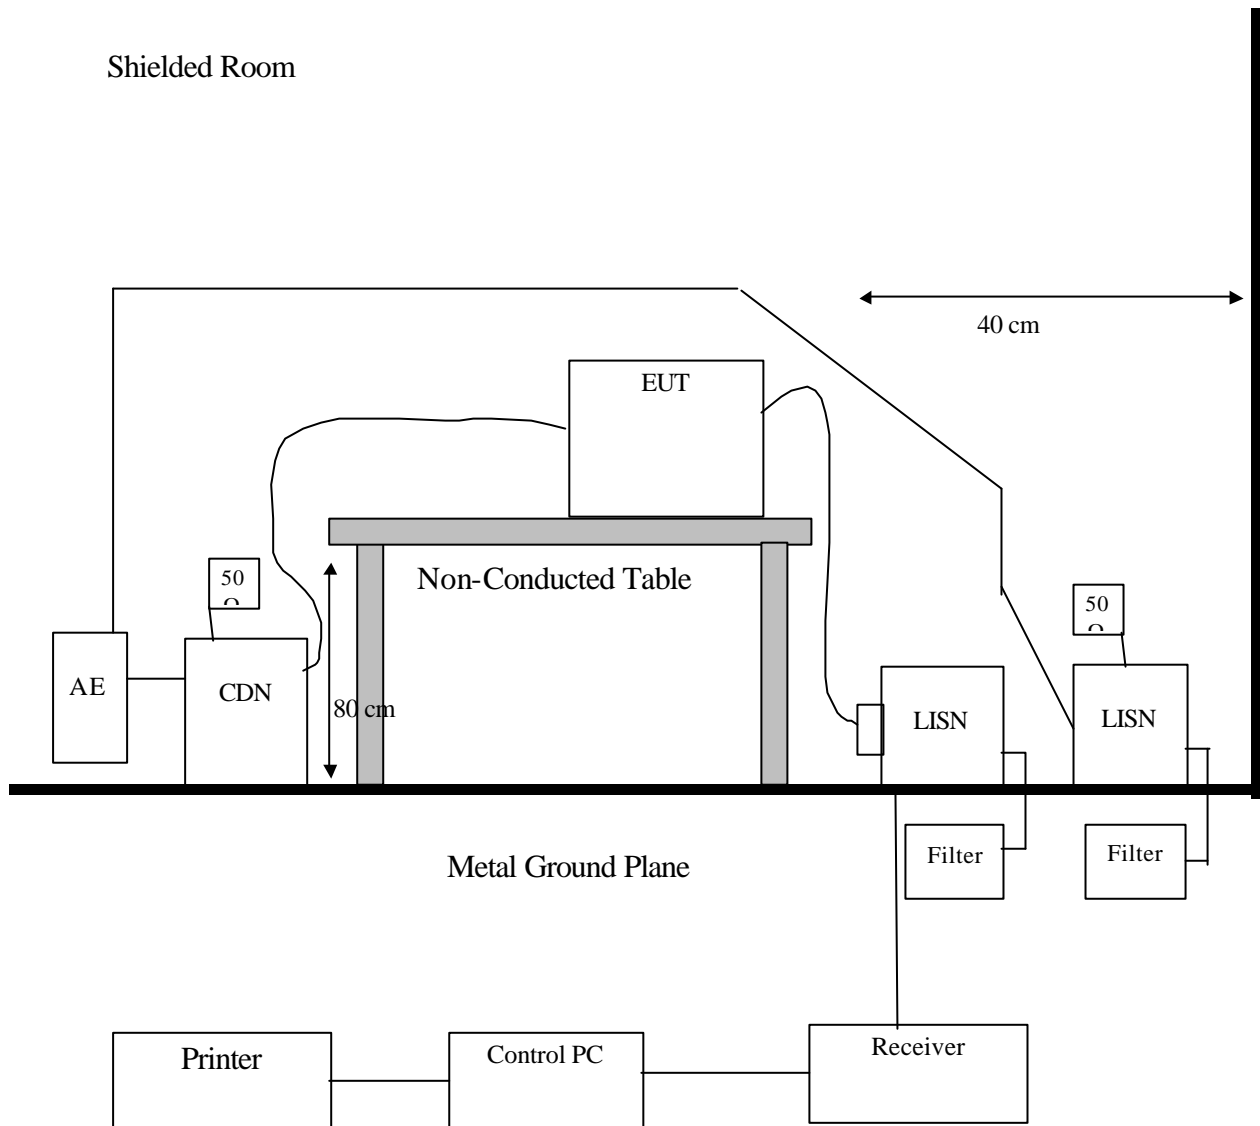 Shielded Room
40 cm
EUT
Non-Conducted Table
50
Ω
50
Ω
AE
CDN
80 cm
LISN
LISN
Filter
Filter
Metal Ground Plane
Printer
Control PC
Receiver